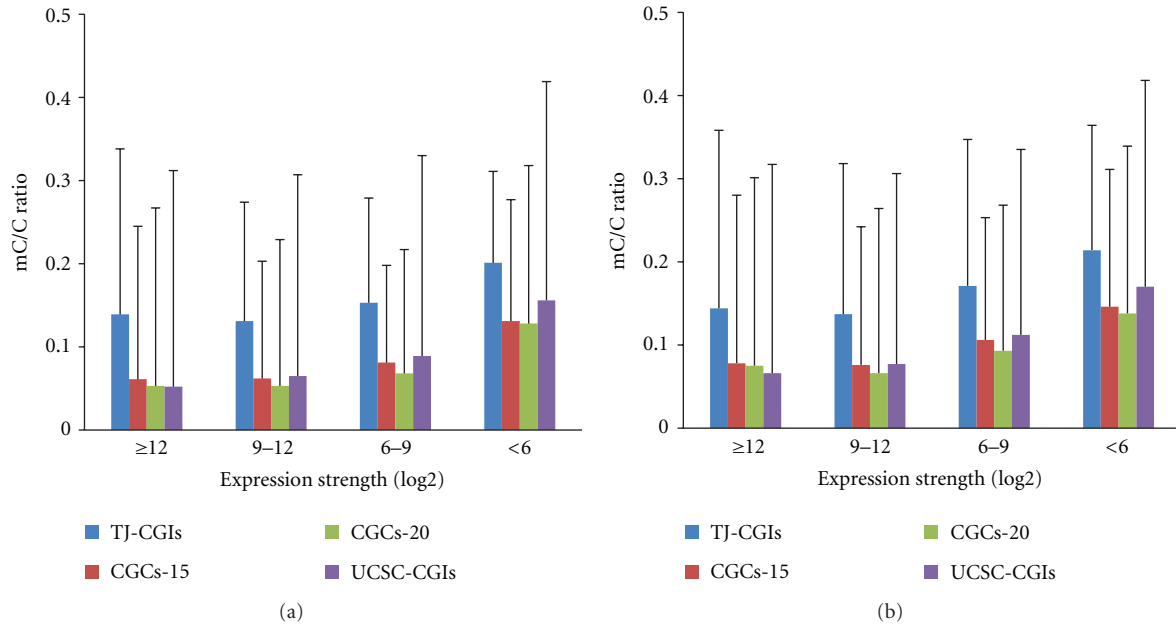 0.5
0.4
0.3
0.2
0.1
0
mC/C ratio
≥12 9–12 6–9 <6
Expression strength (log2)
TJ-CGIs CGCs-20
CGCs-15 UCSC-CGIs
(a)
0.5
0.4
0.3
0.2
0.1
0
mC/C ratio
≥12 9–12 6–9 <6
Expression strength (log2)
TJ-CGIs CGCs-20
CGCs-15 UCSC-CGIs
(b)